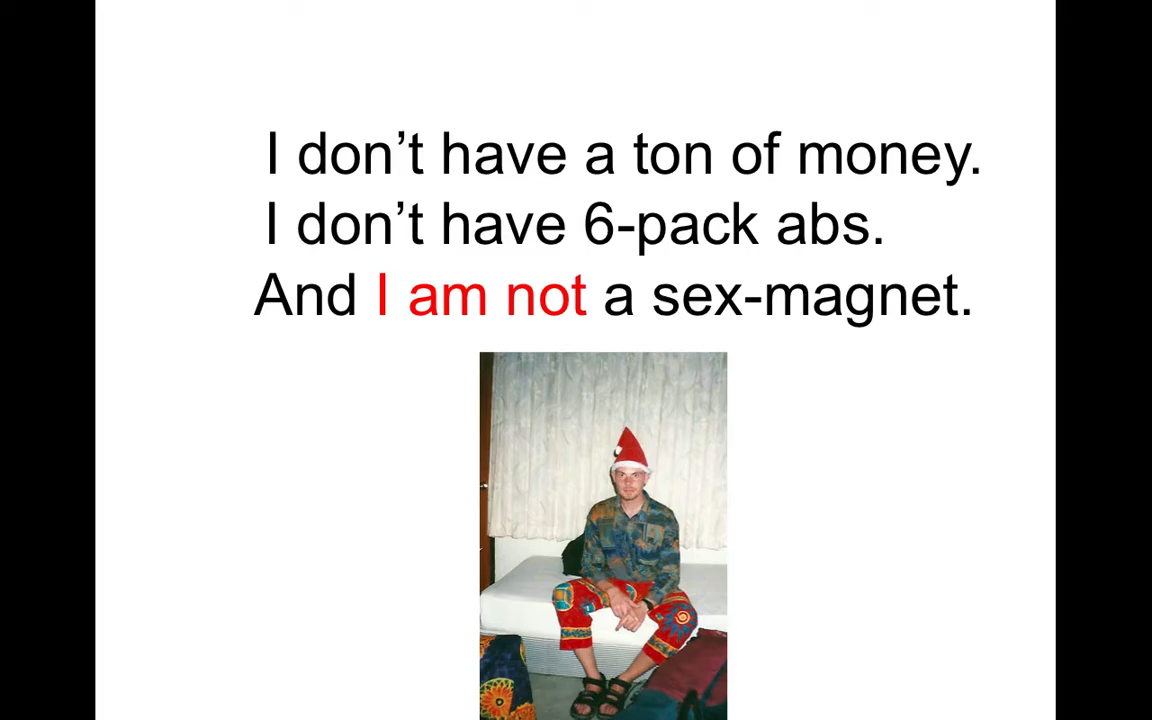 I don’t have a ton of money.
I don’t have 6-pack abs.
And I am not a sex-magnet.